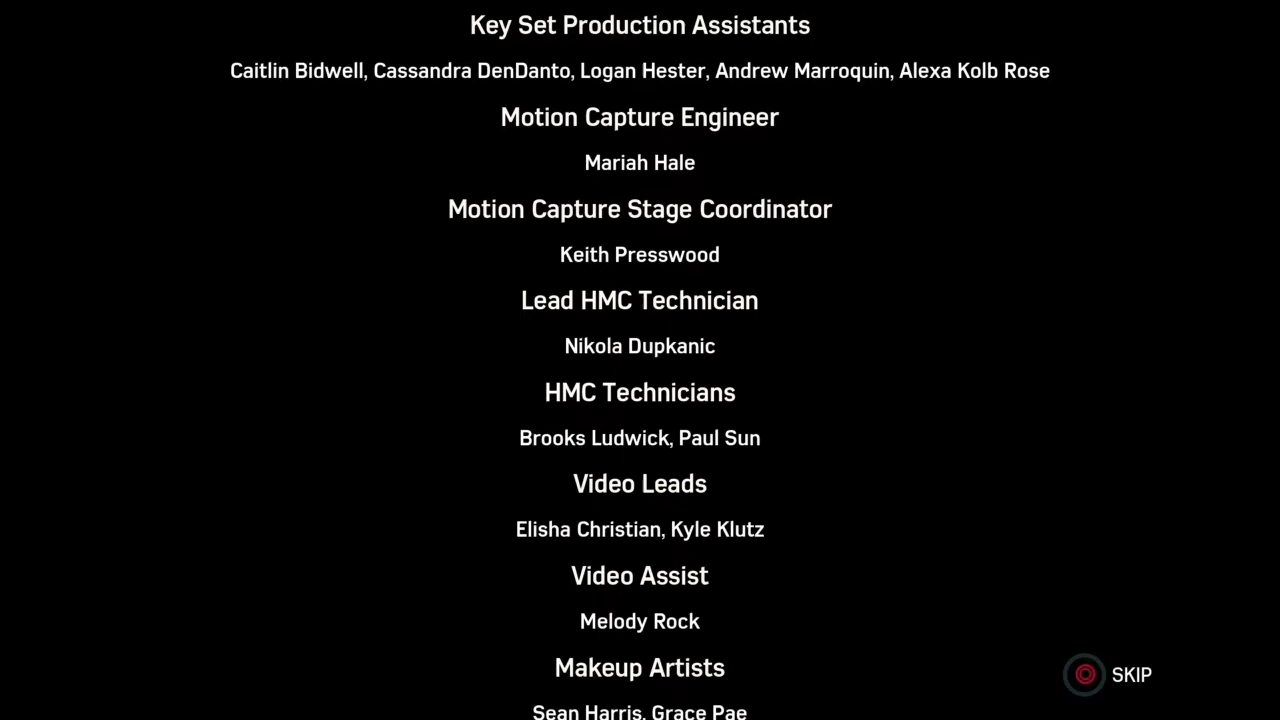 Key Set Production Assistants
Caitlin Bidwell, Cassandra DenDanto, Logan Hester, Andrew Marroquin, Alexa Kolb Rose
Motion Capture Engineer
Mariah Hale
Motion Capture Stage Coordinator
Keith Presswood
Lead HMC Technician
Nikola Dupkanic
HMC Technicians
Brooks Ludwick, Paul Sun
Video Leads
Elisha Christian, Kyle Klutz
Video Assist
Melody Rock
Makeup Artists
SKIP
Sean Harris, Grace Pae